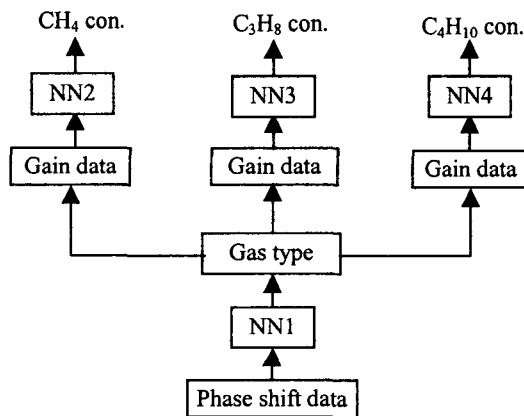 CH4 con.
C3H8 con.
C4H10 con.
NN2
NN3
NN4
Gain data
Gain data
Gain data
Gas type
NN1
Phase shift data